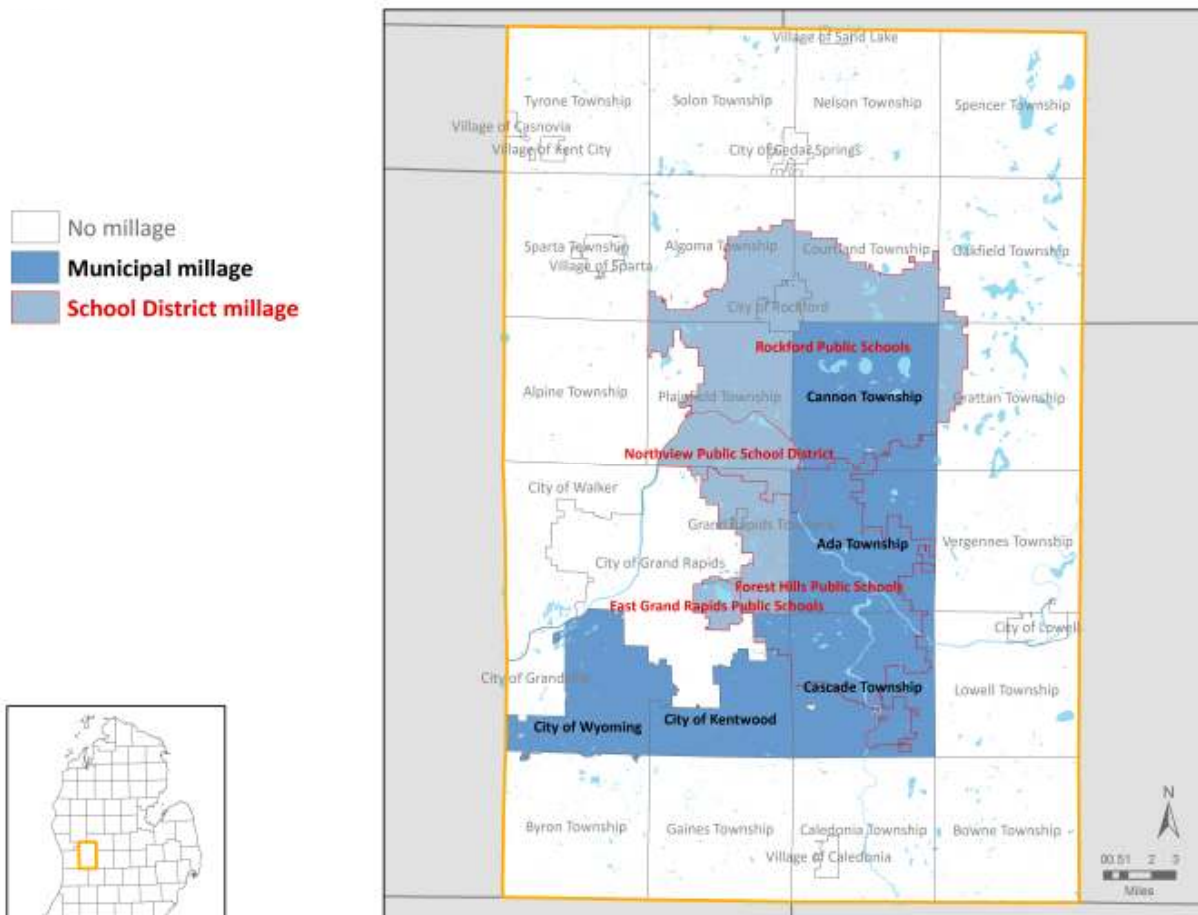 No millage
Municipal millage
School District millage
Village of Sand Lake
Tyrone Township
Solon Township
Nelson Township
Spencer Township
Village of Casnovia
Village of Kent City
City of Cedar Springs
Sparta Township
Village of Sparta
Algoma Township
Courtland Township
Oakfield Township
City of Rockford
Rockford Public Schools
Alpine Township
Plainfield Township
Cannon Township
Grattan Township
Northview Public School District
City of Walker
Grand Rapids Township
Ada Township
Vergennes Township
City of Grand Rapids
Forest Hills Public Schools
East Grand Rapids Public Schools
City of Lowell
City of Grandville
Cascade Township
Lowell Township
City of Wyoming
City of Kentwood
Byron Township
Gaines Township
Caledonia Township
Bowne Township
Village of Caledonia
N
00.51 2 3
Miles